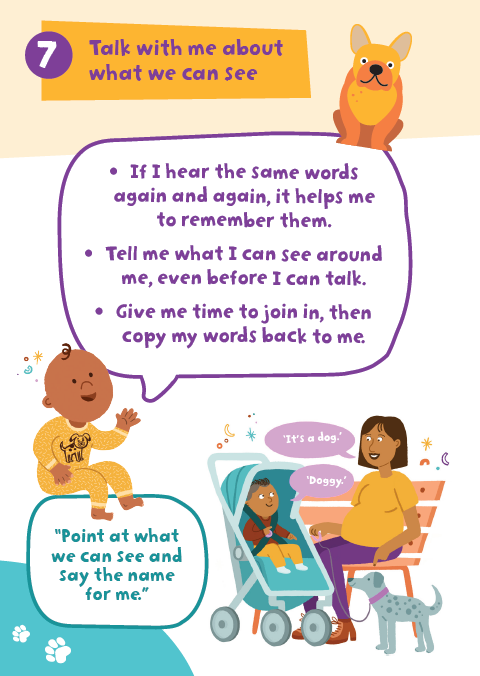 7
Talk with me about
what we can see
• If I hear the same words
again and again, it helps me
to remember them.
• Tell me what I can see around
me, even before I can talk.
• Give me time to join in, then
copy my words back to me.
'It's a dog.'
'Doggy.'
"Point at what
we can see and
say the name
for me."